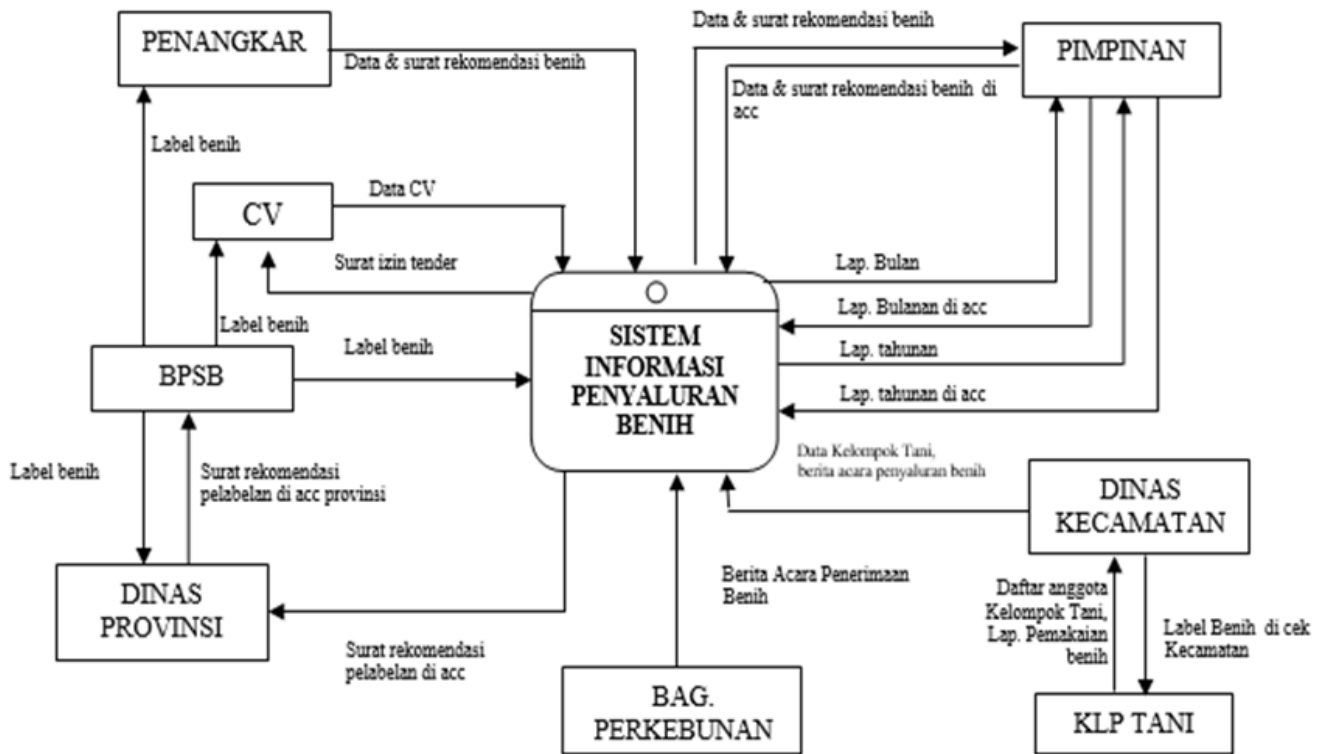 PENANGKAR
Data & surat rekomendasi benih
Data & surat rekomendasi benih
PIMPINAN
Data & surat rekomendasi benih di
acc
Label benih
CV
Data CV
Surat izin tender
Label benih
BPSB
Label benih
Lap. Bulan
Lap. Bulanan di acc
Lap. tahunan
Lap. tahunan di acc
SISTEM
INFORMASI
PENYALURAN
BENIH
Label benih
Surat rekomendasi
pelabelan di acc provinsi
Data Kelompok Tani,
berita acara penyaluran benih
DINAS
KECAMATAN
DINAS
PROVINSI
Surat rekomendasi
pelabelan di acc
Berita Acara Penerimaan
Benih
Daftar anggota
Kelompok Tani,
Lap. Pemakaian
benih
Label Benih di cek
Kecamatan
BAG.
PERKEBUNAN
KLP TANI